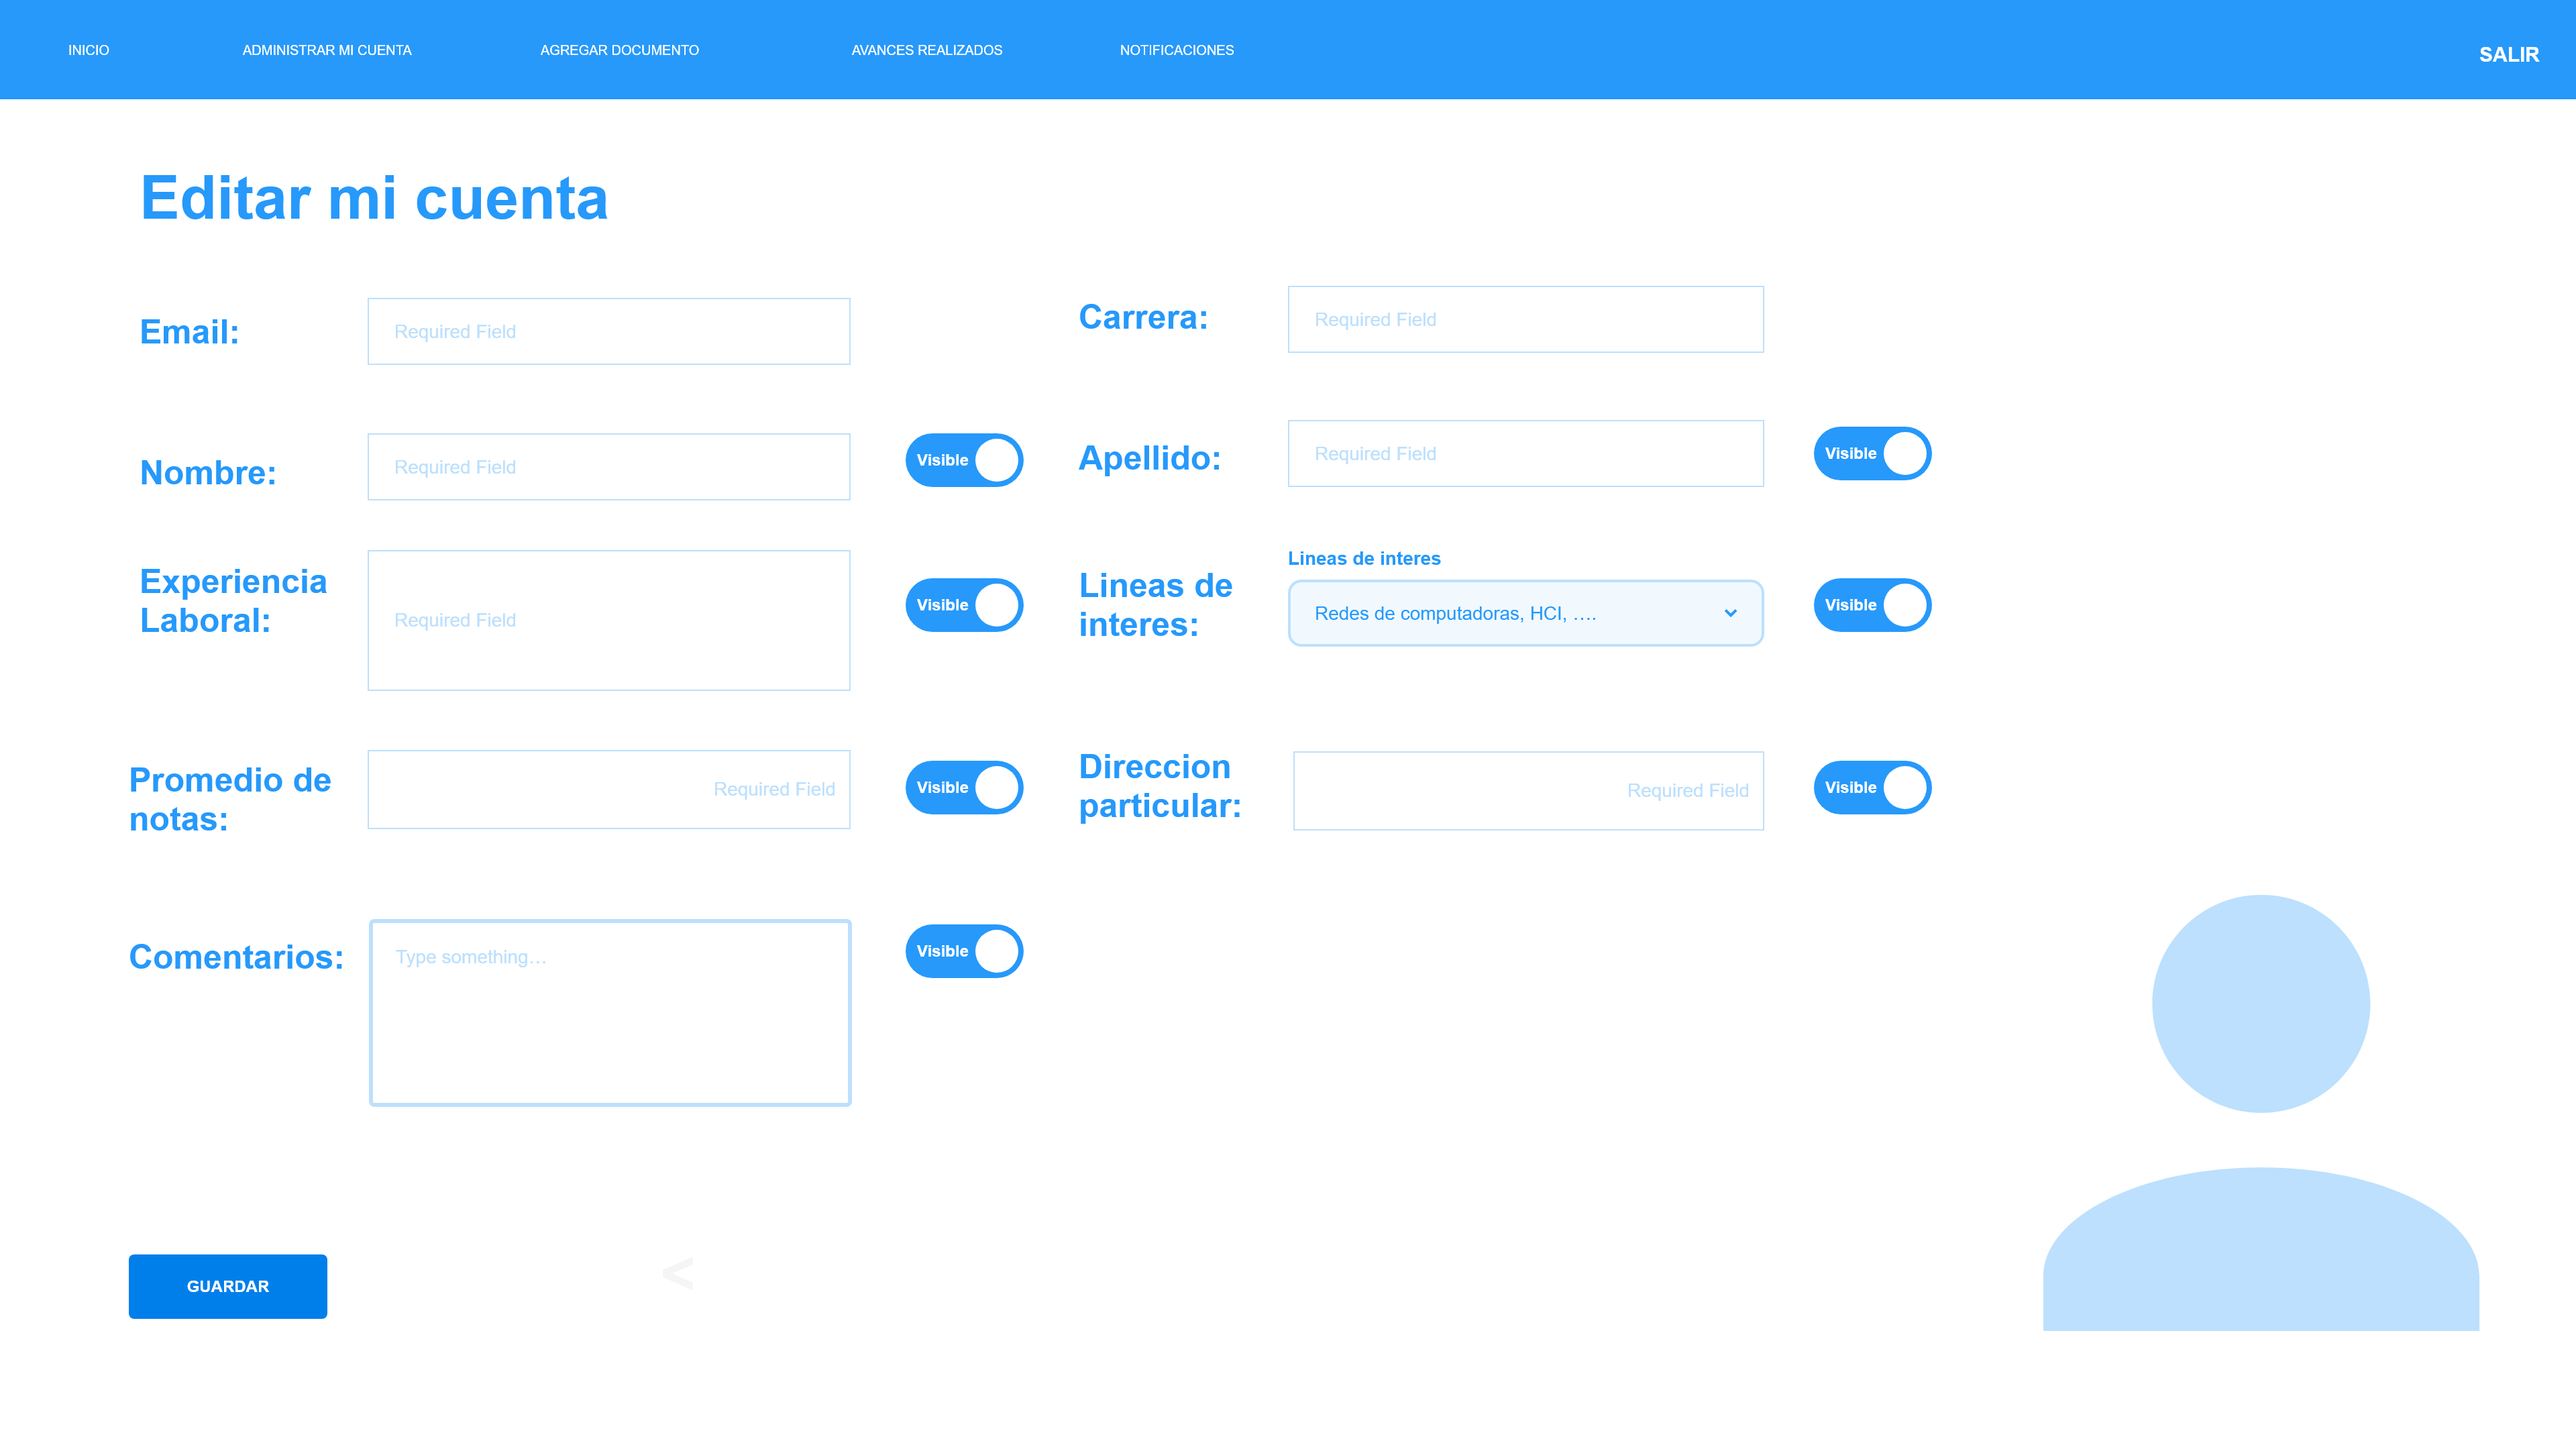 INICIO
ADMINISTRAR MI CUENTA
AGREGAR DOCUMENTO
AVANCES REALIZADOS
NOTIFICACIONES
SALIR
Editar mi cuenta
Email:
Required Field
Carrera:
Required Field
Nombre:
Required Field
Visible
Apellido:
Required Field
Visible
Experiencia
Laboral:
Required Field
Visible
Lineas de
interes:
Lineas de interes
Redes de computadoras, HCI, ....
Visible
Promedio de
notas:
Required Field
Visible
Direccion
particular:
Required Field
Visible
Comentarios:
Type something...
Visible
GUARDAR
<